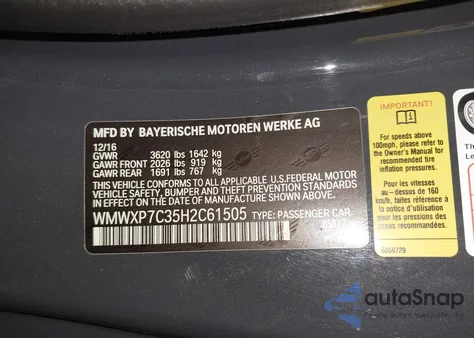 MFD BY BAYERISCHE MOTOREN WERKE AG
12/16
GVWR 3620 lbs 1642 kg
GAWR FRONT 2026 lbs 919 kg
GAWR REAR 1691 lbs 767 kg
THIS VEHICLE CONFORMS TO ALL APPLICABLE U.S.FEDERAL MOTOR
VEHICLE SAFETY, BUMPER AND THEFT PREVENTION STANDARDS
IN EFFECT ON THE DATE OF MANUFACTURE SHOWN ABOVE.
WMWXP7C35H2C61505 TYPE: PASSENGER CAR
IMPORTANT!
For speeds above
100mph, please refer to
the Owner's Manual for
recommended tire
inflation pressures.
Pour les vitesses
au - dessus de 160
km/h, faites référence à
la notice d'utilisation
pour les pressions
recommandées.
autoSnap